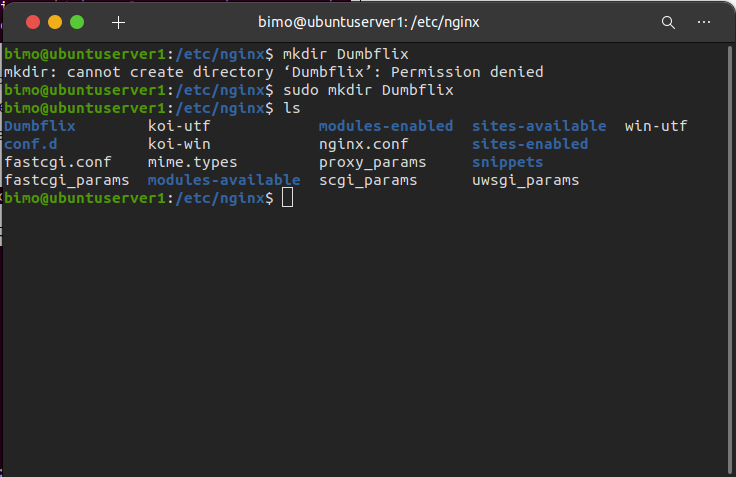 bimo@ubuntuserver1: /etc/nginx
bimo@ubuntuserver1:/etc/nginx$ mkdir Dumbflix
mkdir: cannot create directory ‘Dumbflix’: Permission denied
bimo@ubuntuserver1:/etc/nginx$ sudo mkdir Dumbflix
bimo@ubuntuserver1:/etc/nginx$ ls
Dumbflix koi-utf modules-enabled sites-available win-utf
conf.d koi-win nginx.conf sites-enabled
fastcgi.conf mime.types proxy_params snippets
fastcgi_params modules-available scgi_params uwsgi_params
bimo@ubuntuserver1:/etc/nginx$